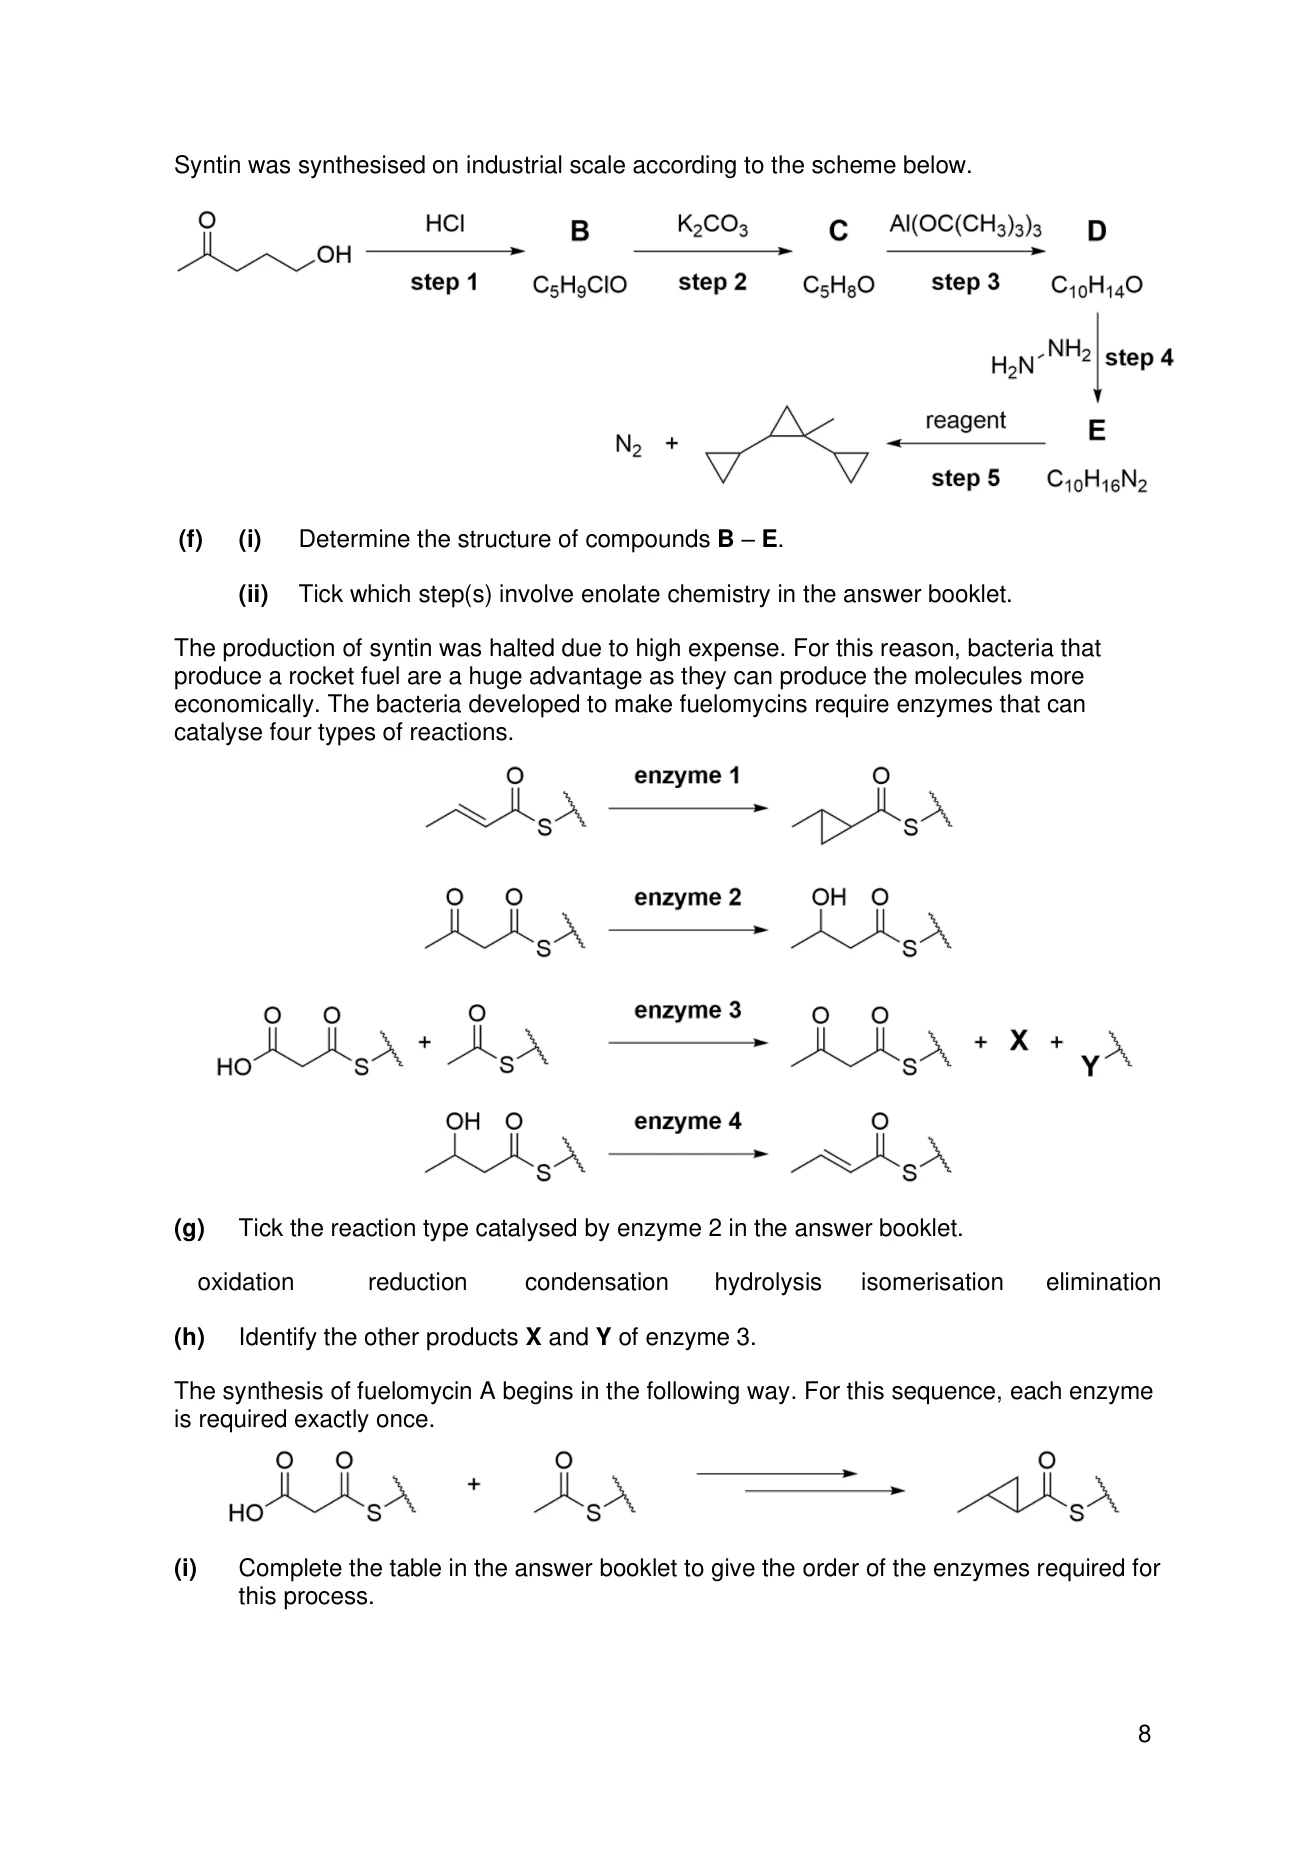 Syntin was synthesised on industrial scale according to the scheme below.
O
OH
HCl
step 1
B
C5H9ClO
K2CO3
step 2
C
C5H8O
Al(OC(CH3)3)3
step 3
D
C10H14O
H2N NH2
step 4
N2 +
reagent
step 5
E
C10H16N2
(f) (i) Determine the structure of compounds B – E.
(ii) Tick which step(s) involve enolate chemistry in the answer booklet.
The production of syntin was halted due to high expense. For this reason, bacteria that
produce a rocket fuel are a huge advantage as they can produce the molecules more
economically. The bacteria developed to make fuelomycins require enzymes that can
catalyse four types of reactions.
O S enzyme 1 O S
O O S enzyme 2 OH O S
HO O O S + O S enzyme 3 O O S + X + Y
OH O S enzyme 4 O S
(g) Tick the reaction type catalysed by enzyme 2 in the answer booklet.
oxidation reduction condensation hydrolysis isomerisation elimination
(h) Identify the other products X and Y of enzyme 3.
The synthesis of fuelomycin A begins in the following way. For this sequence, each enzyme
is required exactly once.
HO O O S + O S O S
(i) Complete the table in the answer booklet to give the order of the enzymes required for
this process.
8